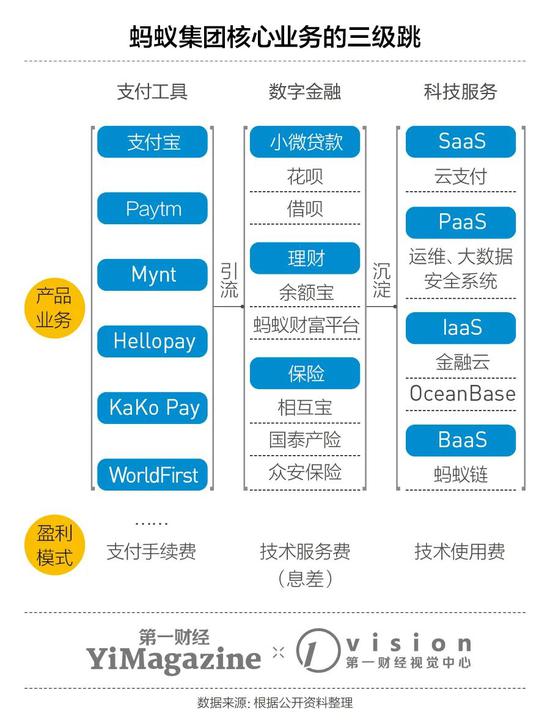 蚂蚁集团核心业务的三级跳
支付工具
数字金融
科技服务
产品
业务
支付宝
Paytm
Mynt
Hellopay
KaKo Pay
WorldFirst
……
引流
小微贷款
花呗
借呗
理财
余额宝
蚂蚁财富平台
保险
相互宝
国泰产险
众安保险
沉淀
SaaS
云支付
PaaS
运维、大数据
安全系统
IaaS
金融云
OceanBase
BaaS
蚂蚁链
盈利
模式
支付手续费
技术服务费
（息差）
技术使用费
第一财经
YiMagazine
×
vision
第一财经视觉中心
数据来源：根据公开资料整理